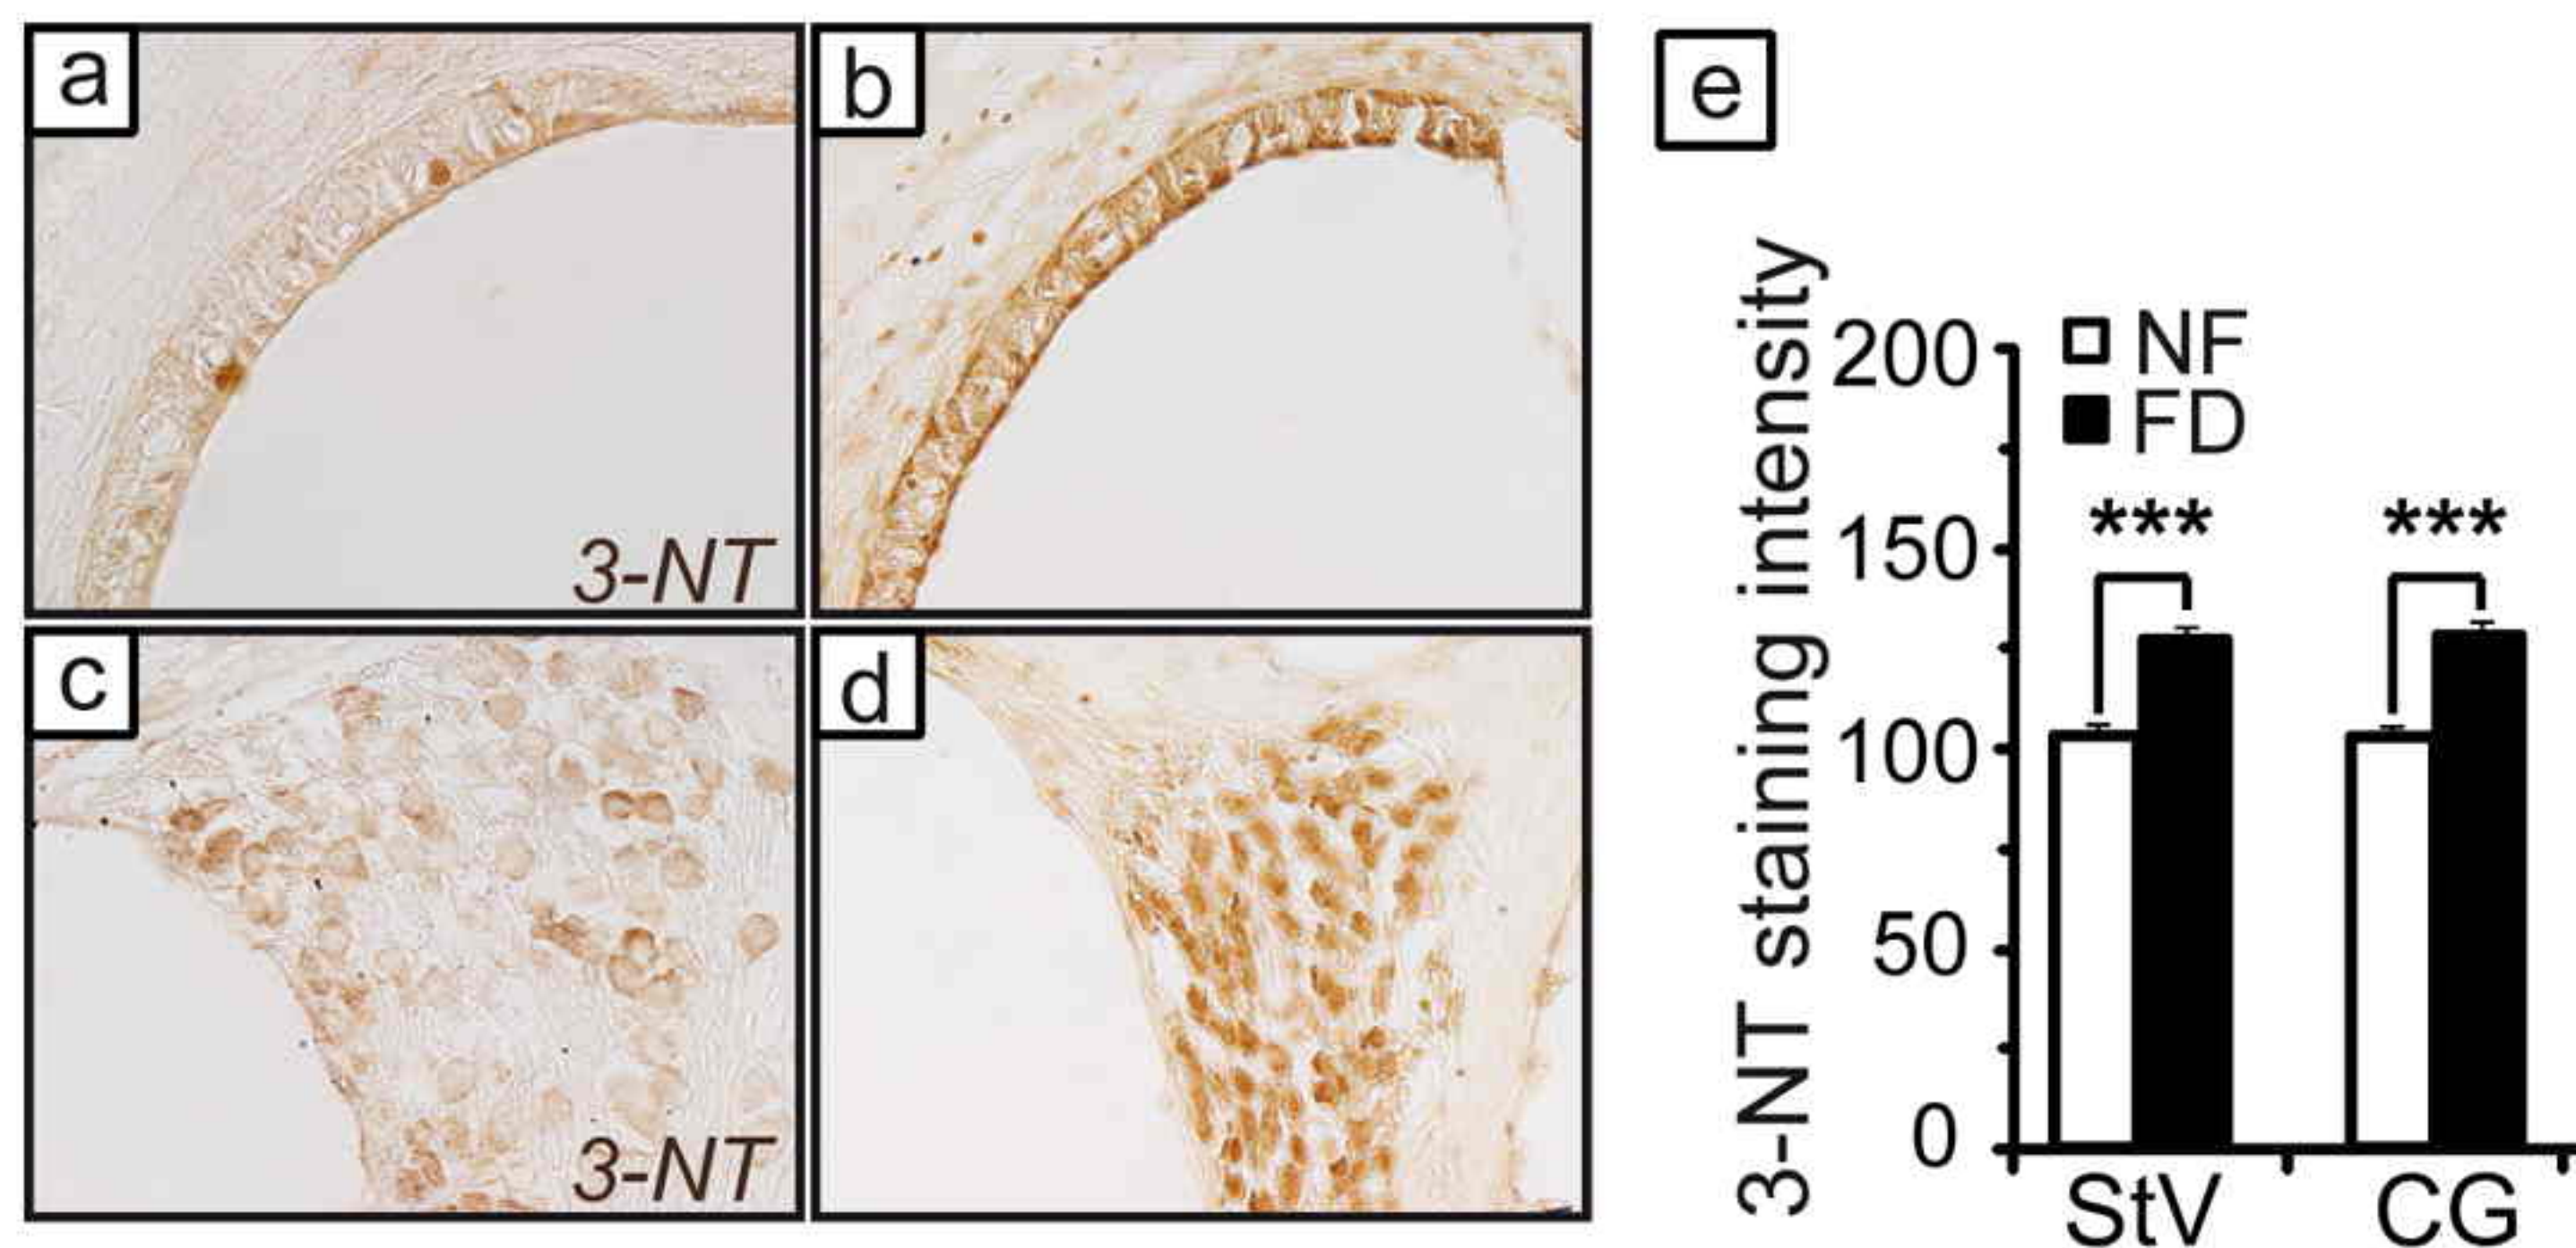 a
b
3-NT
c
d
3-NT
e
3-NT staining intensity
200
150
100
50
0
NF
FD
***
***
StV
CG